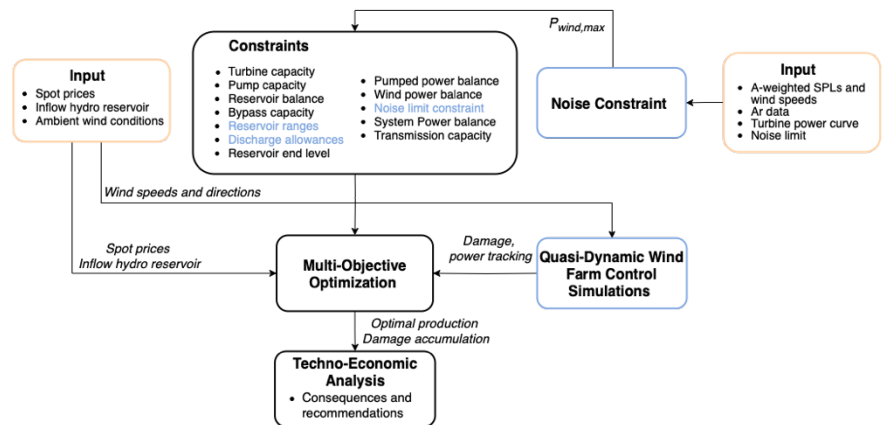 P wind,max
Constraints
• Turbine capacity
• Pump capacity
• Reservoir balance
• Bypass capacity
• Reservoir ranges
• Discharge allowances
• Reservoir end level
• Pumped power balance
• Wind power balance
• Noise limit constraint
• System Power balance
• Transmission capacity
Input
• Spot prices
• Inflow hydro reservoir
• Ambient wind conditions
Noise Constraint
Input
• A-weighted SPLs and
wind speeds
• Ar data
• Turbine power curve
• Noise limit
Wind speeds and directions
Spot prices
Inflow hydro reservoir
Multi-Objective
Optimization
Damage,
power tracking
Quasi-Dynamic Wind
Farm Control
Simulations
Optimal production
Damage accumulation
Techno-Economic
Analysis
• Consequences and
recommendations